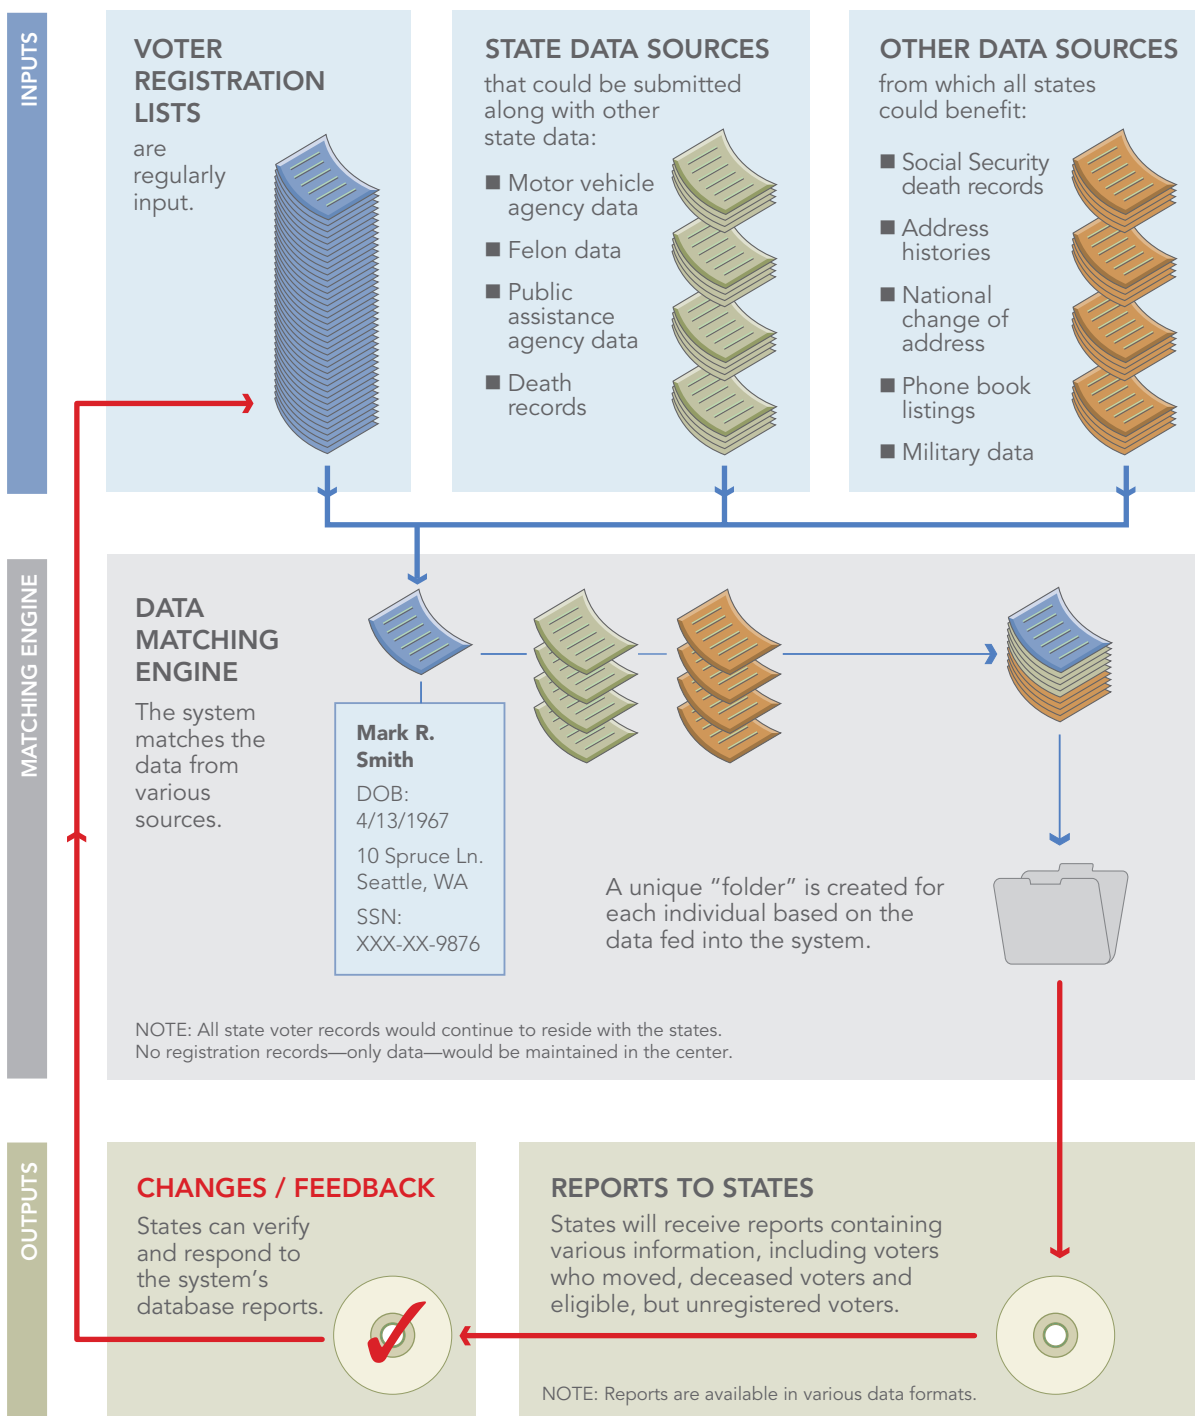 INPUTS
VOTER
REGISTRATION
LISTS
are
regularly
input.
STATE DATA SOURCES
that could be submitted
along with other
state data:
■ Motor vehicle
agency data
■ Felon data
■ Public
assistance
agency data
■ Death
records
OTHER DATA SOURCES
from which all states
could benefit:
■ Social Security
death records
■ Address
histories
■ National
change of
address
■ Phone book
listings
■ Military data
MATCHING ENGINE
DATA
MATCHING
ENGINE
The system
matches the
data from
various
sources.
Mark R.
Smith
DOB:
4/13/1967
10 Spruce Ln.
Seattle, WA
SSN:
XXX-XX-9876
A unique “folder” is created for
each individual based on the
data fed into the system.
NOTE: All state voter records would continue to reside with the states.
No registration records—only data—would be maintained in the center.
OUTPUTS
CHANGES / FEEDBACK
States can verify
and respond to
the system’s
database reports.
REPORTS TO STATES
States will receive reports containing
various information, including voters
who moved, deceased voters and
eligible, but unregistered voters.
NOTE: Reports are available in various data formats.